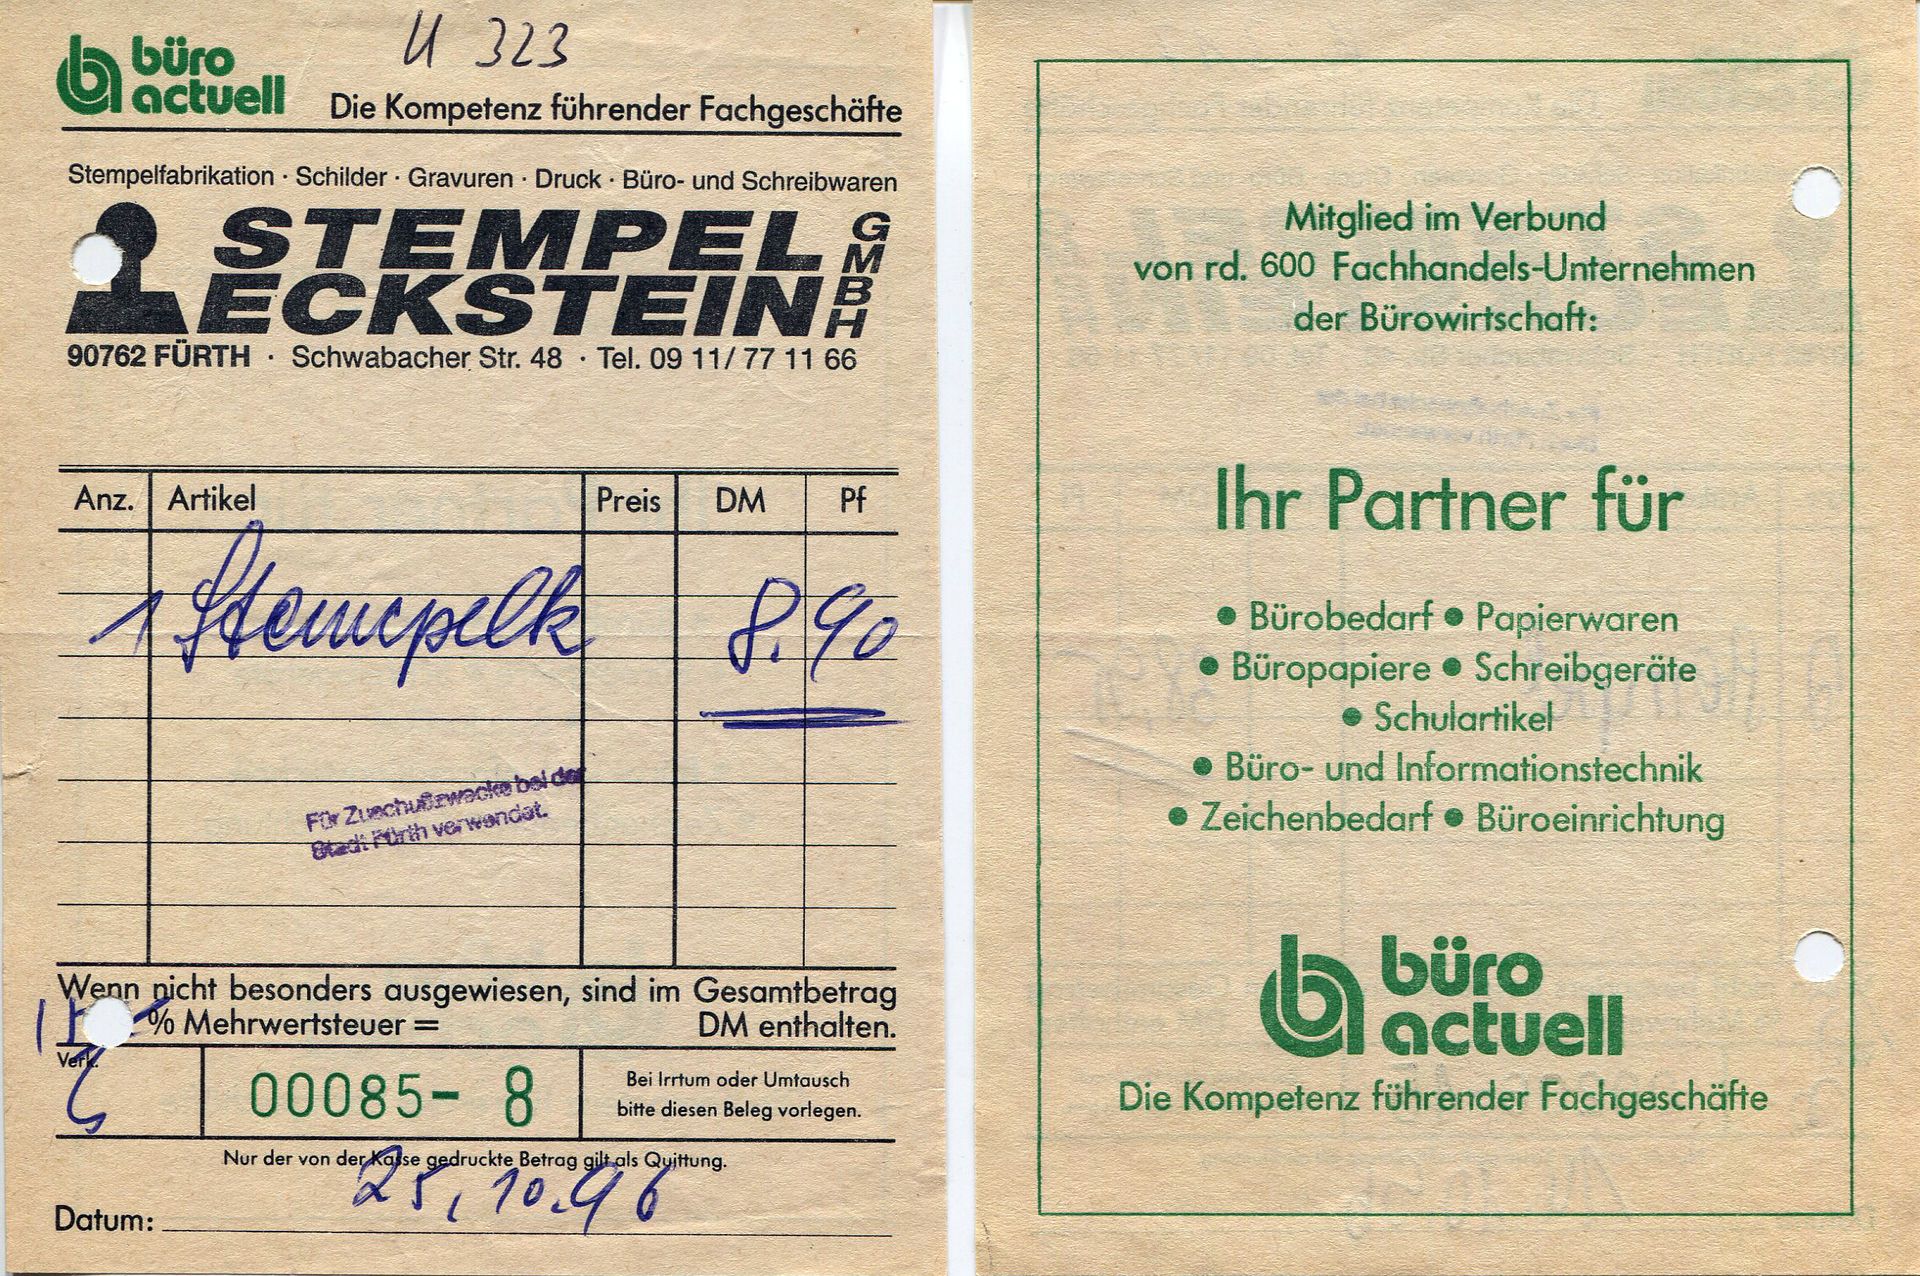 U 323
büro
actuell
Die Kompetenz führender Fachgeschäfte
Stempelfabrikation · Schilder · Gravuren · Druck · Büro- und Schreibwaren
STEMPEL
ECKSTEIN
GMBH
90762 FÜRTH · Schwabacher Str. 48 · Tel. 09 11/ 77 11 66
Anz. Artikel Preis DM Pf
1 Stempelk 8.90
Für Zuschußzwecke bei der
Stadt Fürth verwendet.
Wenn nicht besonders ausgewiesen, sind im Gesamtbetrag
% Mehrwertsteuer = DM enthalten.
Verk.
00085- 8
Bei Irrtum oder Umtausch
bitte diesen Beleg vorlegen.
Nur der von der Kasse gedruckte Betrag gilt als Quittung.
Datum: 25.10.96
Mitglied im Verbund
von rd. 600 Fachhandels-Unternehmen
der Bürowirtschaft:
Ihr Partner für
• Bürobedarf • Papierwaren
• Büropapiere • Schreibgeräte
• Schulartikel
• Büro- und Informationstechnik
• Zeichenbedarf • Büroeinrichtung
büro
actuell
Die Kompetenz führender Fachgeschäfte